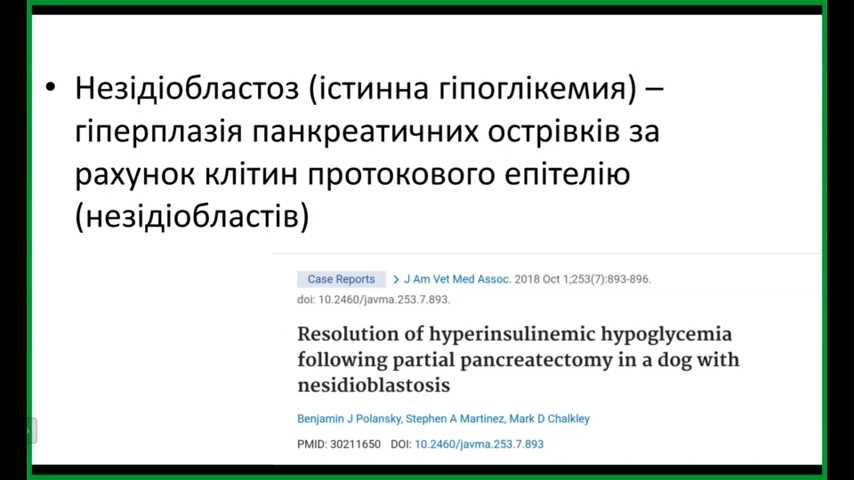 • Незідіобластоз (істинна гіпоглікемия) –
гіперплазія панкреатичних острівків за
рахунок клітин протокового епітелію
(незідіобластів)
Case Reports > J Am Vet Med Assoc. 2018 Oct 1;253(7):893-896.
doi: 10.2460/javma.253.7.893.
Resolution of hyperinsulinemic hypoglycemia
following partial pancreatectomy in a dog with
nesidioblastosis
Benjamin J Polansky, Stephen A Martinez, Mark D Chalkley
PMID: 30211650 DOI: 10.2460/javma.253.7.893